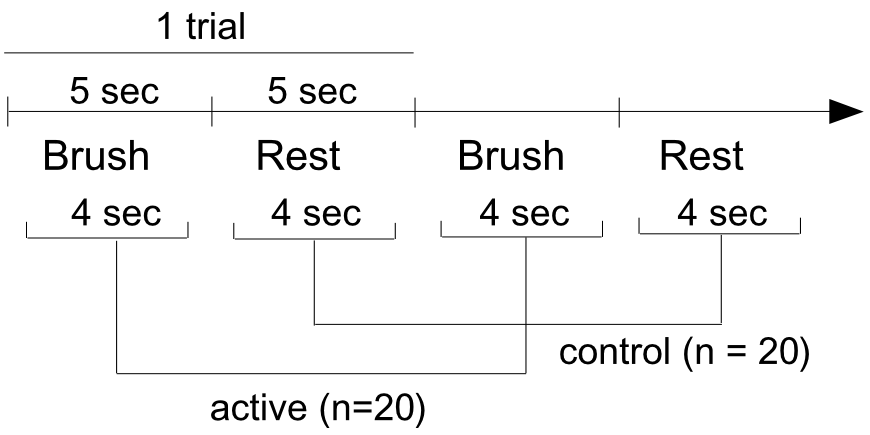 1 trial
5 sec 5 sec
Brush Rest Brush Rest
4 sec 4 sec 4 sec 4 sec
control (n = 20)
active (n=20)